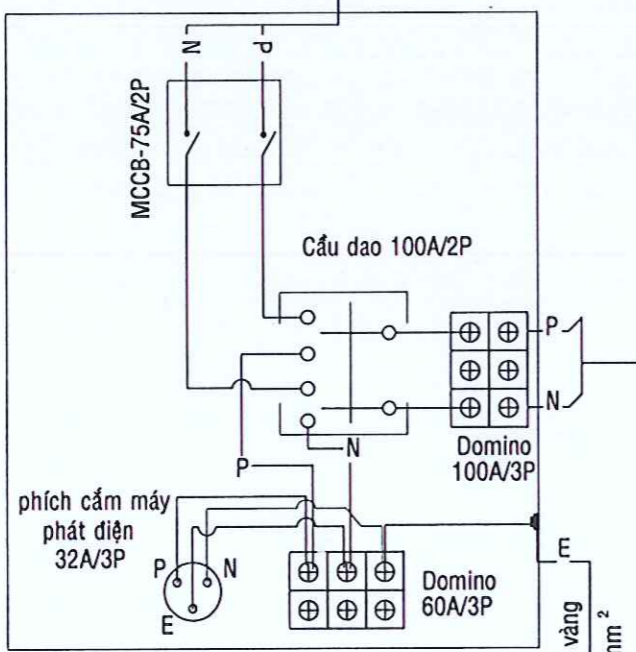 N P
MCCB-75A/2P
Cầu dao 100A/2P
P
N
Domino
100A/3P
N
P
phích cắm máy
phát điện
32A/3P
P N
E
Domino
60A/3P
E
vàng
nm²